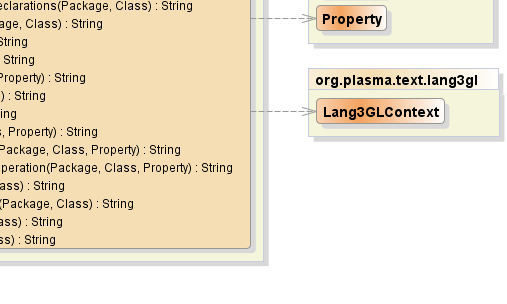 eclarations(Package, Class) : String
age, Class) : String
String
String
Property) : String
) : String
ing
s, Property) : String
Package, Class, Property) : String
peration(Package, Class, Property) : String
ass) : String
(Package, Class) : String
ass) : String
ss) : String
Property
org.plasma.text.lang3gl
Lang3GLContext